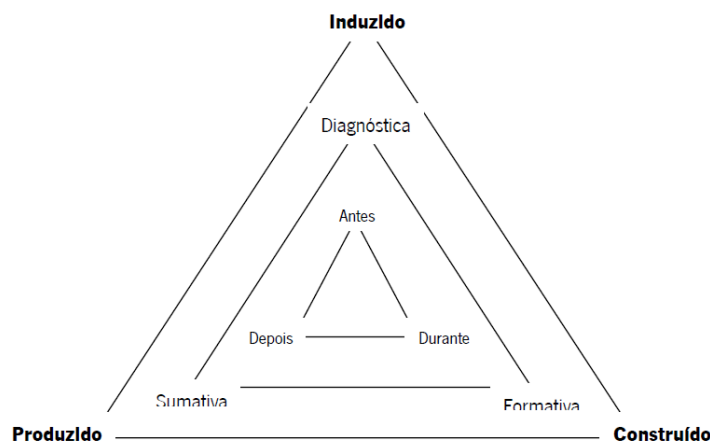 Induzido
Diagnóstica
Antes
Depois
Durante
Sumativa
Formativa
Produzido
Construído